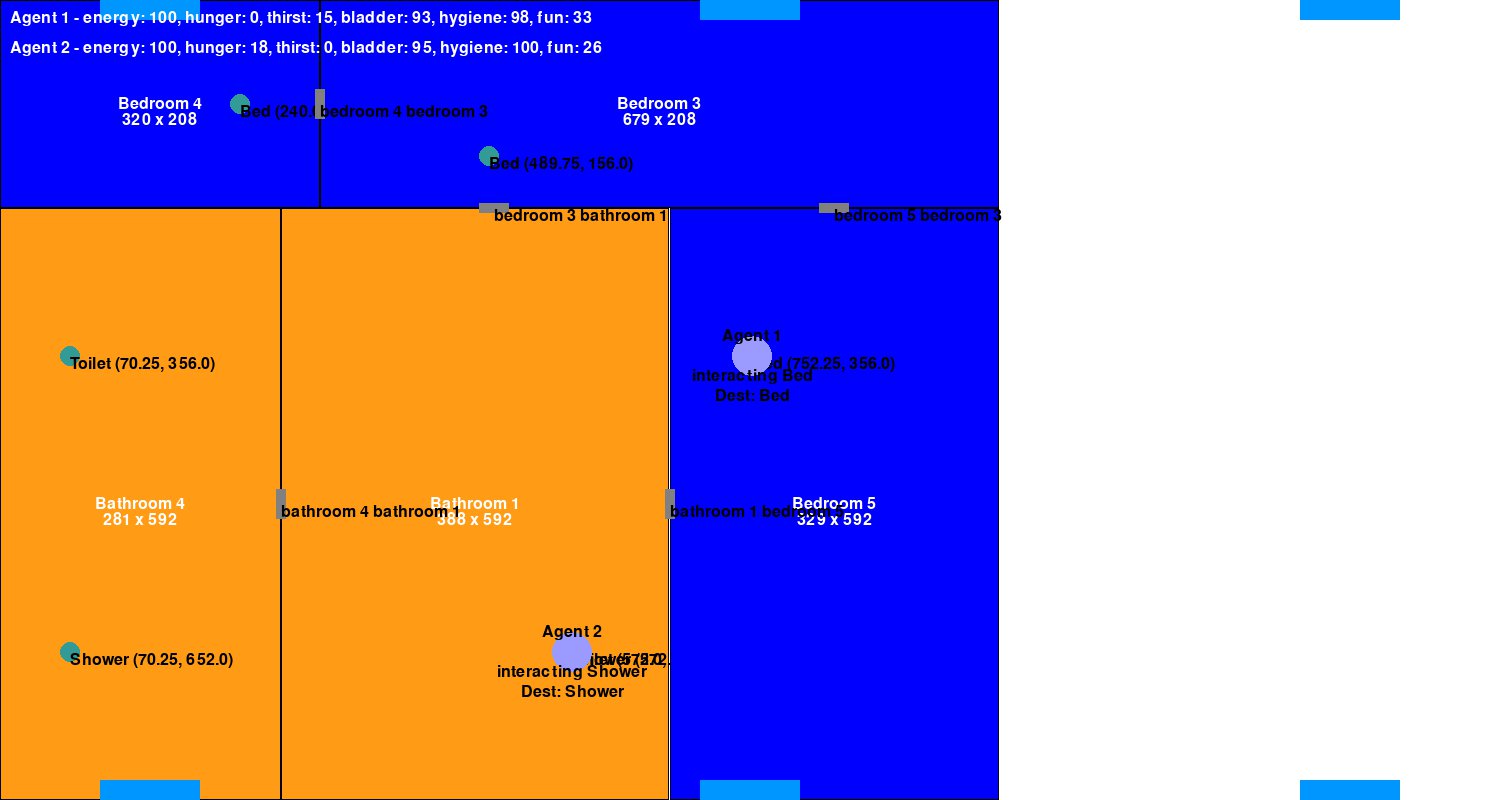 Agent 1 - energy: 100, hunger: 0, thirst: 15, bladder: 93, hygiene: 98, fun: 33
Agent 2 - energy: 100, hunger: 18, thirst: 0, bladder: 95, hygiene: 100, fun: 26
Bedroom 4
320 x 208
Bed (240.
bedroom 4 bedroom 3
Bedroom 3
679 x 208
Bed (489.75, 156.0)
bedroom 3 bathroom 1
bedroom 5 bedroom 3
Agent 1
(752.25, 356.0)
interacting Bed
Dest: Bed
Toilet (70.25, 356.0)
Bathroom 4
281 x 592
bathroom 4 bathroom 1
Bathroom 1
388 x 592
bathroom 1 bedroom 5
Bedroom 5
329 x 592
Agent 2
interacting Shower
Dest: Shower
Shower (70.25, 652.0)